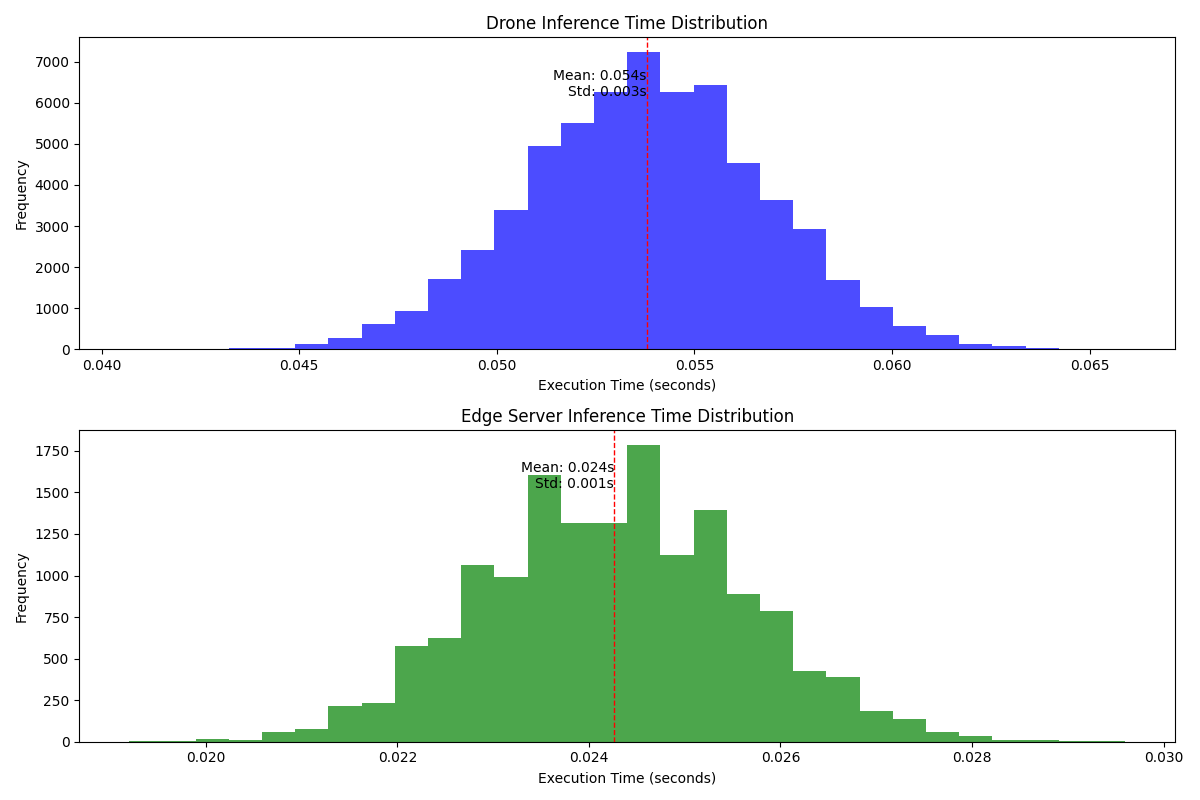 Drone Inference Time Distribution
7000
6000
5000
4000
3000
2000
1000
0
Frequency
Mean: 0.054s
Std: 0.003s
0.040 0.045 0.050 0.055 0.060 0.065
Execution Time (seconds)
Edge Server Inference Time Distribution
1750
1500
1250
1000
750
500
250
0
Frequency
Mean: 0.024s
Std: 0.001s
0.020 0.022 0.024 0.026 0.028 0.030
Execution Time (seconds)